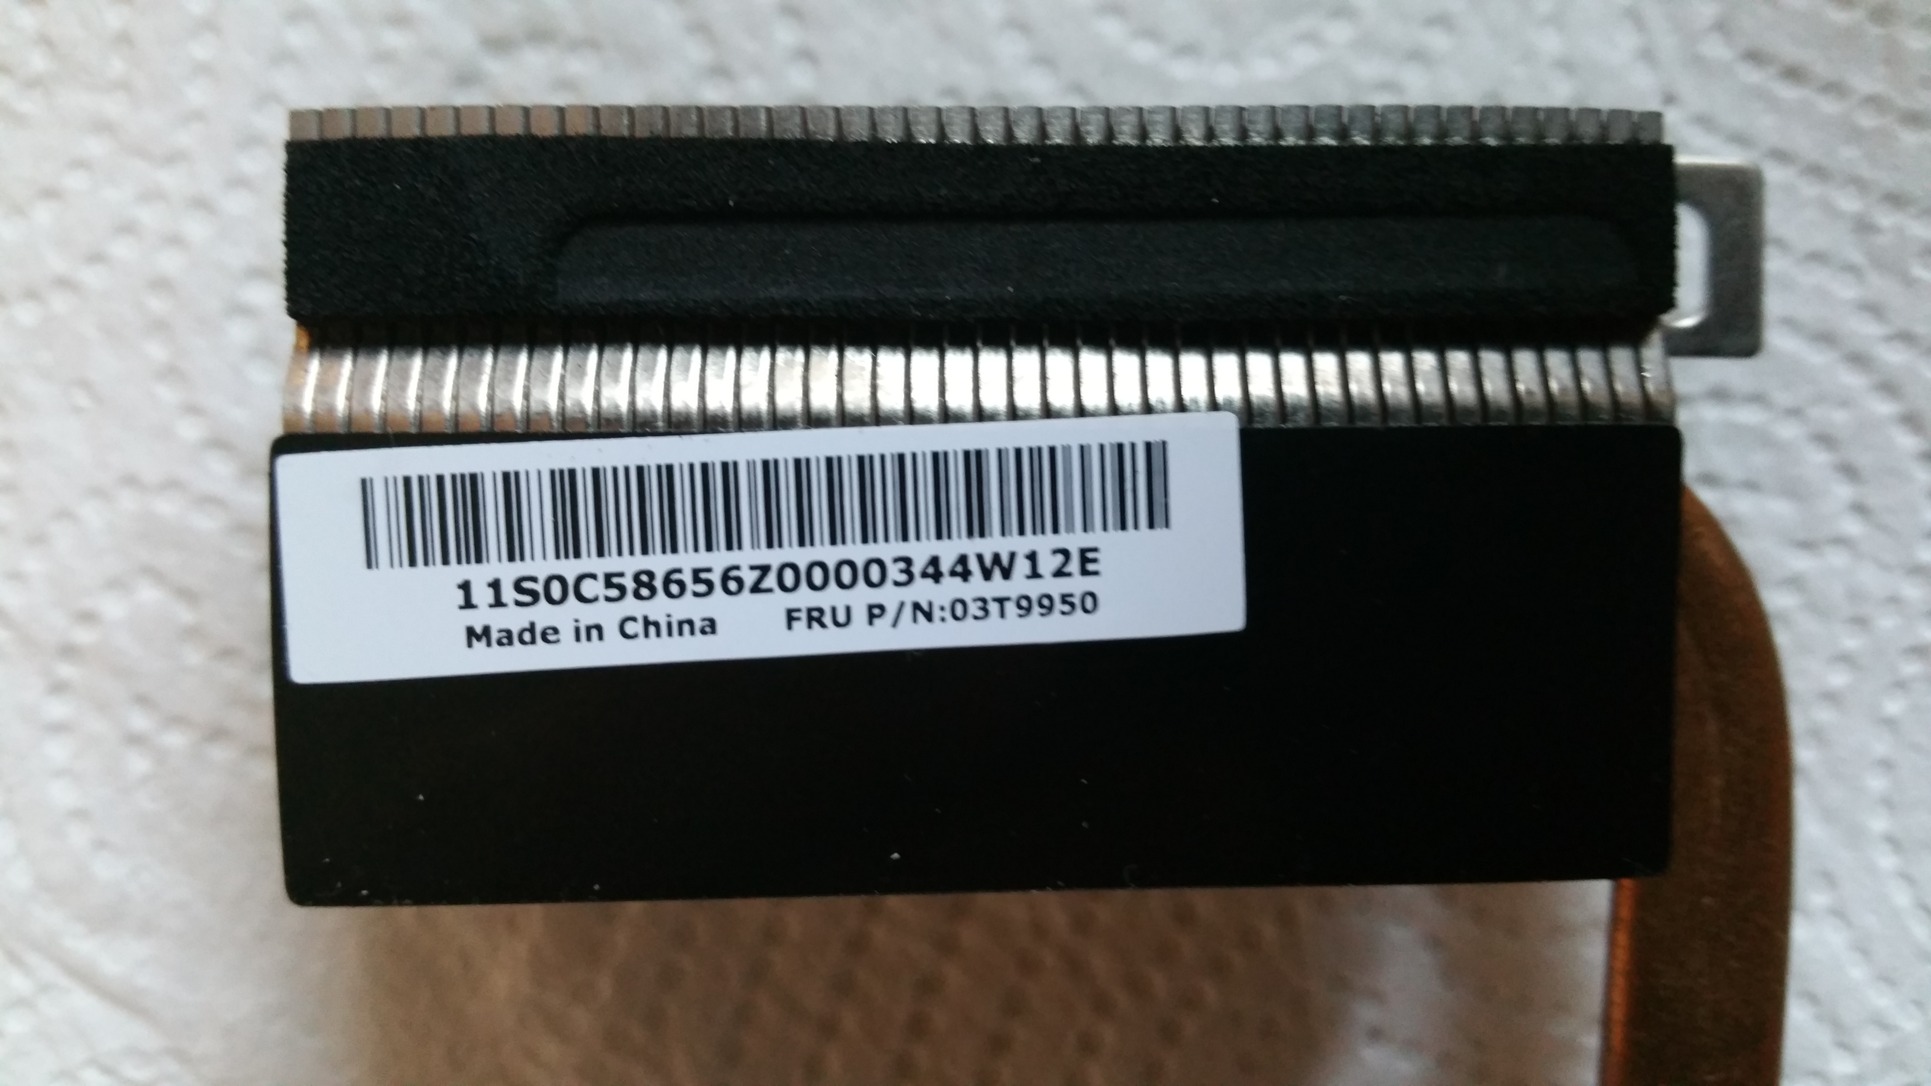 11S0C58656Z0000344W12E
Made in China FRU P/N:03T9950